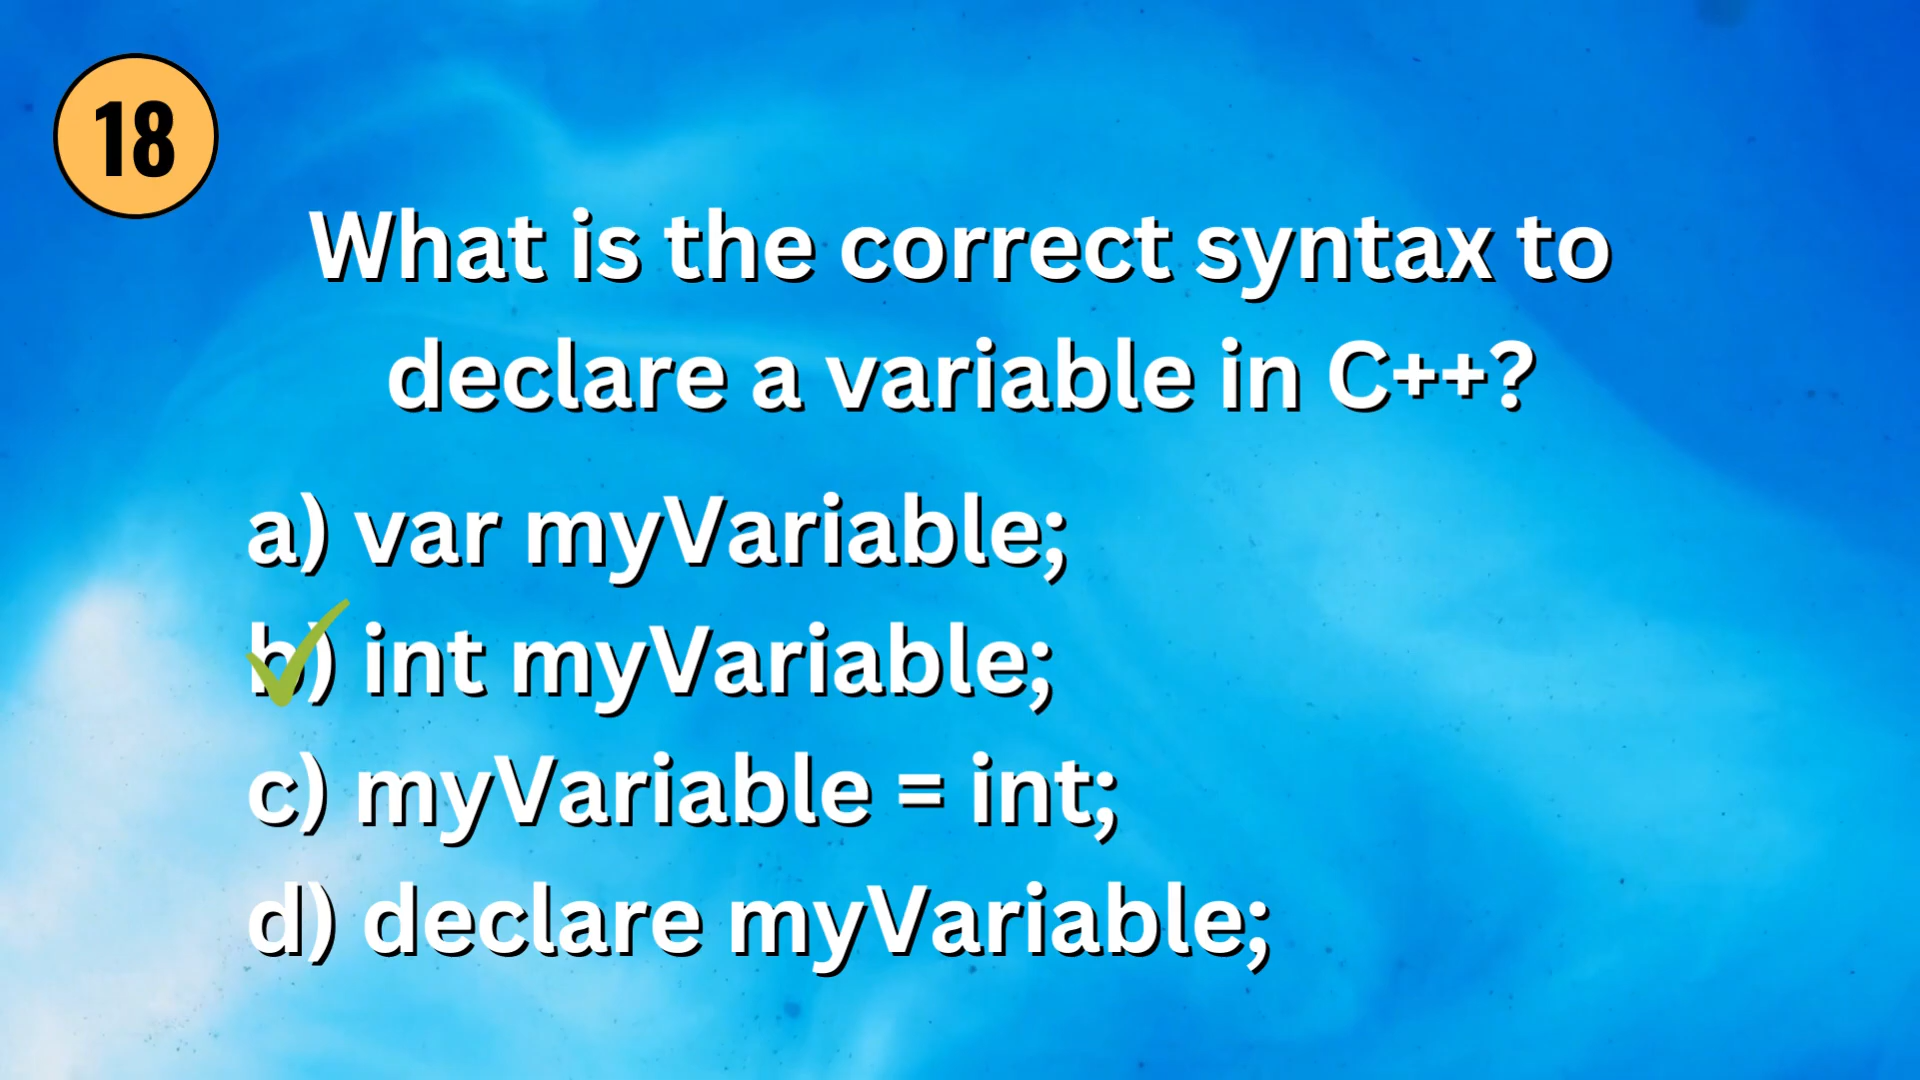 18
What is the correct syntax to
declare a variable in C++?
a) var myVariable;
b) int myVariable;
c) myVariable = int;
d) declare myVariable;